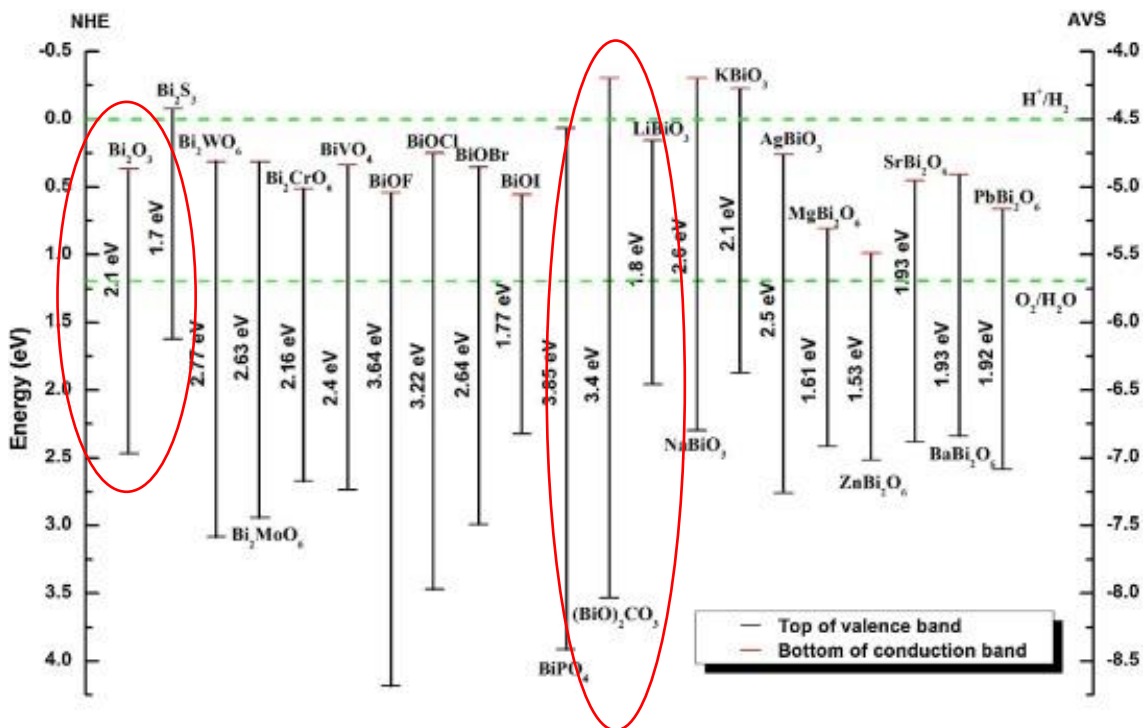 NHE
AVS
-0.5
0.0
0.5
1.0
1.5
2.0
2.5
3.0
3.5
4.0
Energy (eV)
-4.0
-4.5
-5.0
-5.5
-6.0
-6.5
-7.0
-7.5
-8.0
-8.5
H⁺/H₂
O₂/H₂O
Bi₂O₃
2.1 eV
Bi₂S₃
1.7 eV
Bi₂WO₆
2.77 eV
2.63 eV
Bi₂MoO₆
Bi₂CrO₆
2.16 eV
BiVO₄
2.4 eV
BiOF
3.64 eV
BiOCl
3.22 eV
BiOBr
2.64 eV
BiOI
1.77 eV
3.85 eV
BiPO₄
3.4 eV
(BiO)₂CO₃
LiBiO₃
1.8 eV
2.6 eV
NaBiO₃
KBiO₃
2.1 eV
AgBiO₃
2.5 eV
MgBi₂O₆
1.61 eV
1.53 eV
ZnBi₂O₆
SrBi₂O₆
1.93 eV
1.93 eV
BaBi₂O₆
PbBi₂O₆
1.92 eV
Top of valence band
Bottom of conduction band